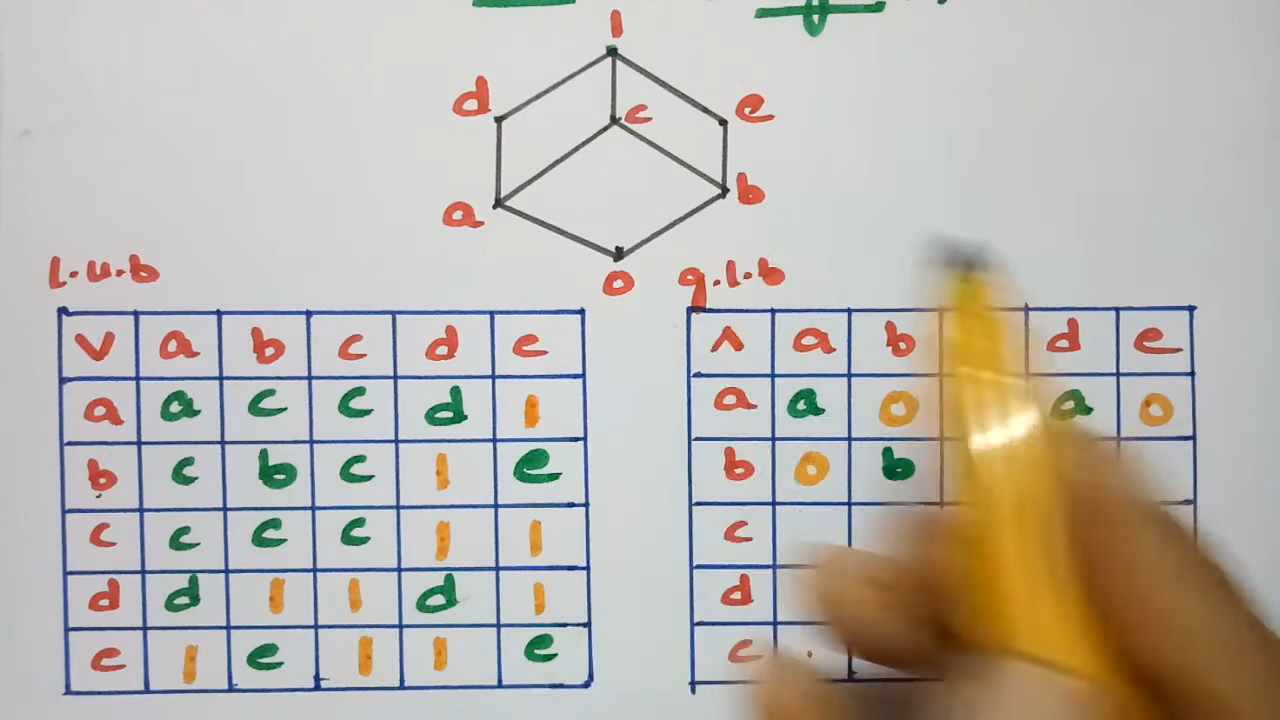 1
d c e
a b
0
l.u.b g.l.b
v a b c d e
a a c c d 1
b c b c 1 e
c c c c 1 1
d d 1 1 d 1
e 1 e 1 1 e
ʌ a b d e
a a 0 a 0
b 0 b
c
d
e